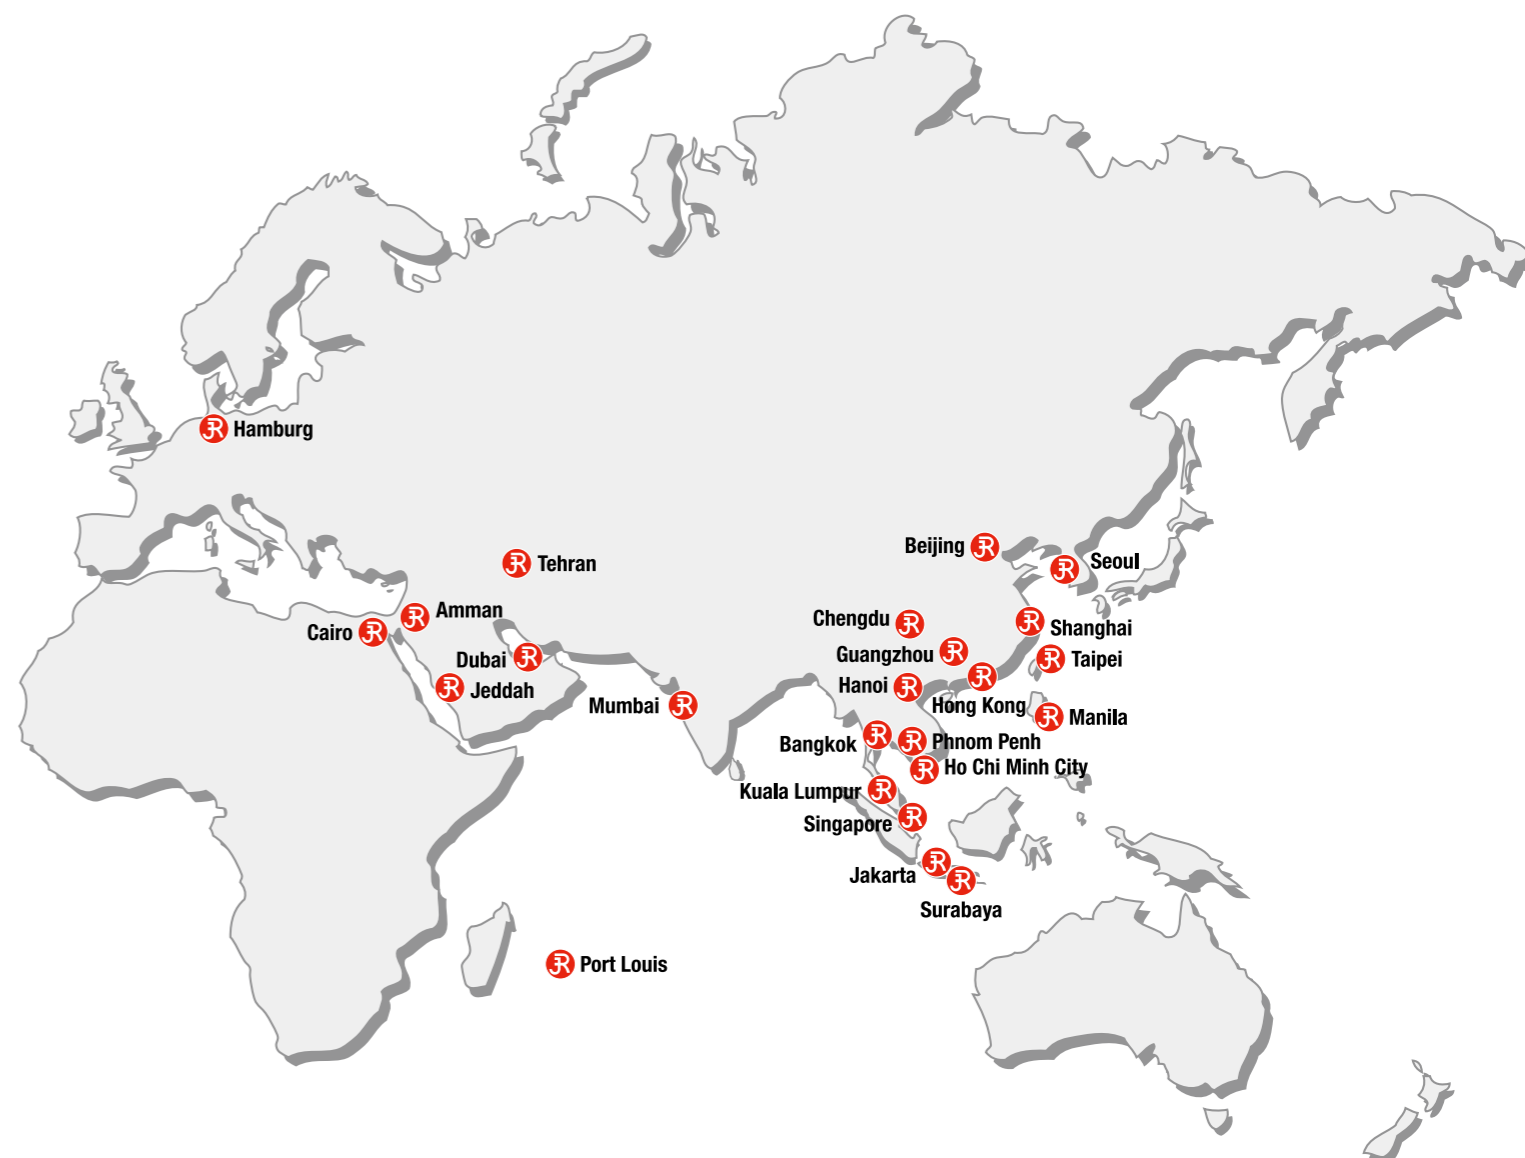 Hamburg
Beijing
Seoul
Tehran
Amman
Chengdu
Cairo
Shanghai
Guangzhou
Dubai
Taipei
Hanoi
Jeddah
Mumbai
Hong Kong
Manila
Bangkok
Phnom Penh
Ho Chi Minh City
Kuala Lumpur
Singapore
Jakarta
Surabaya
Port Louis